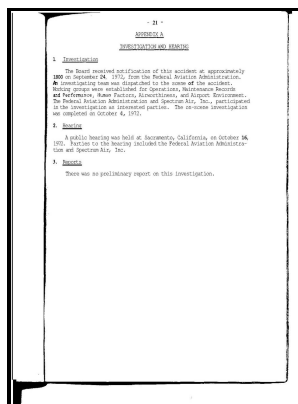 - 21 -
APPENDIX A
INVESTIGATION AND HEARING
1. Investigation
The Board received notification of this accident at approximately
1800 on September 24, 1972, from the Federal Aviation Administration.
An investigating team was dispatched to the scene of the accident.
Working groups were established for Operations, Maintenance Records
and Performance, Human Factors, Airworthiness, and Airport Environment.
The Federal Aviation Administration and Spectrum Air, Inc., participated
in the investigation as interested parties. The on-scene investigation
was completed on October 4, 1972.
2. Hearing
A public hearing was held at Sacramento, California, on October 16,
1972. Parties to the hearing included the Federal Aviation Administra-
tion and Spectrum Air, Inc.
3. Reports
There was no preliminary report on this investigation.